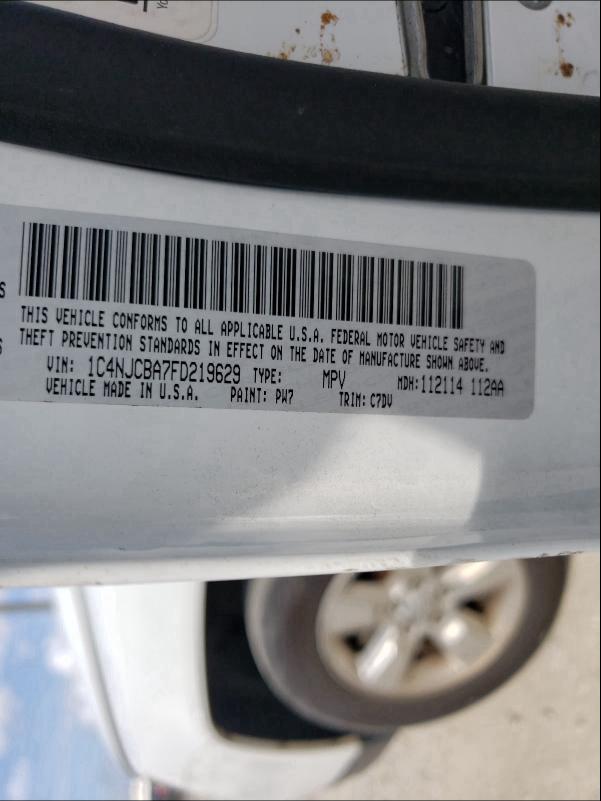 THIS VEHICLE CONFORMS TO ALL APPLICABLE U.S.A. FEDERAL MOTOR VEHICLE SAFETY AND
THEFT PREVENTION STANDARDS IN EFFECT ON THE DATE OF MANUFACTURE SHOWN ABOVE.
VIN: 1C4NJCBA7FD219629 TYPE: MPV MDH:112114 112AA
VEHICLE MADE IN U.S.A. PAINT: PW7 TRIM: C7DV